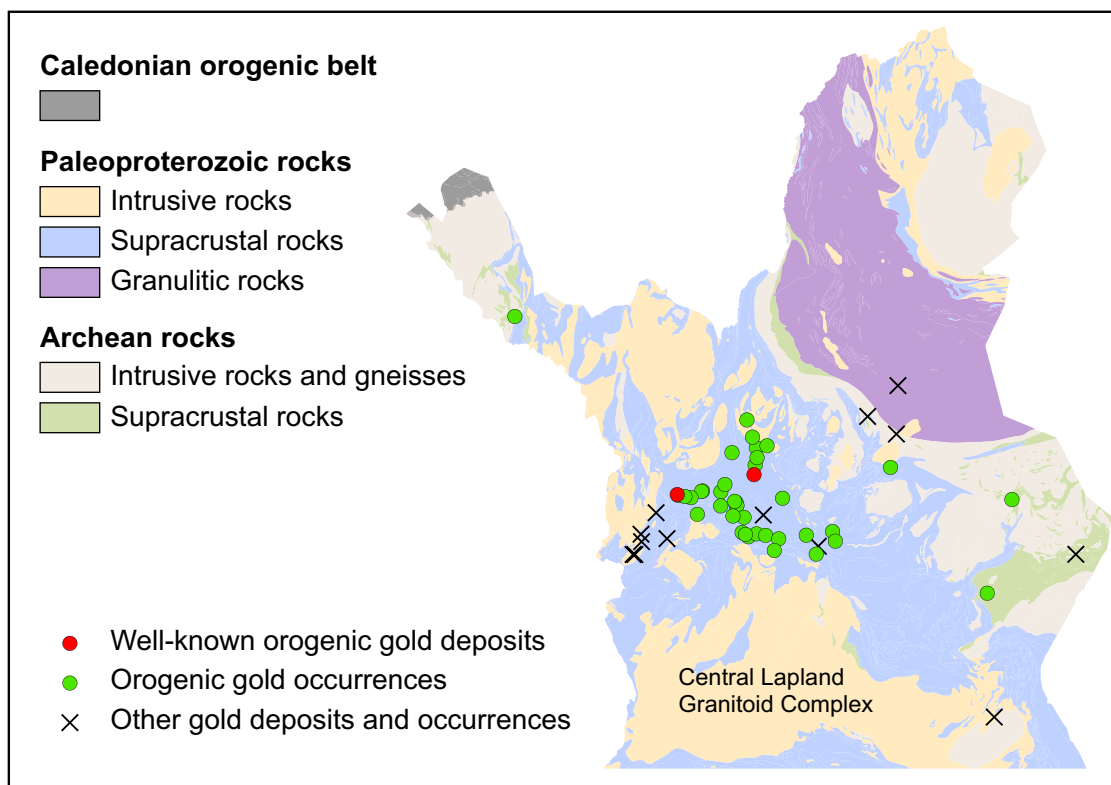 Caledonian orogenic belt
Paleoproterozoic rocks
Intrusive rocks
Supracrustal rocks
Granulitic rocks
Archean rocks
Intrusive rocks and gneisses
Supracrustal rocks
Well-known orogenic gold deposits
Orogenic gold occurrences
Other gold deposits and occurrences
Central Lapland
Granitoid Complex